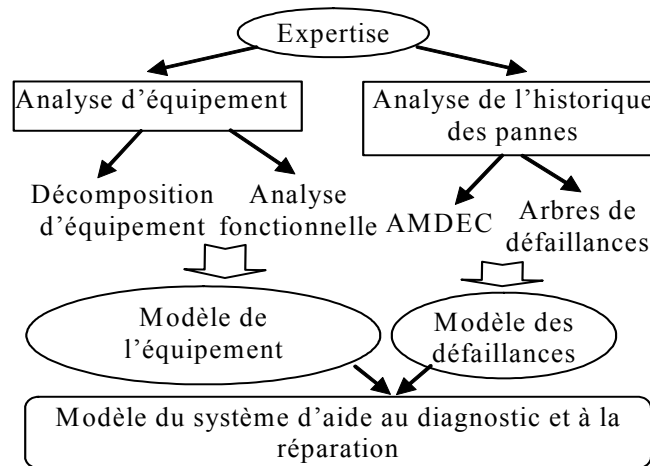 Expertise
Analyse d'équipement
Analyse de l'historique
des pannes
Décomposition
d'équipement
Analyse
fonctionnelle
AMDEC
Arbres de
défaillances
Modèle de
l'équipement
Modèle des
défaillances
Modèle du système d'aide au diagnostic et à la
réparation